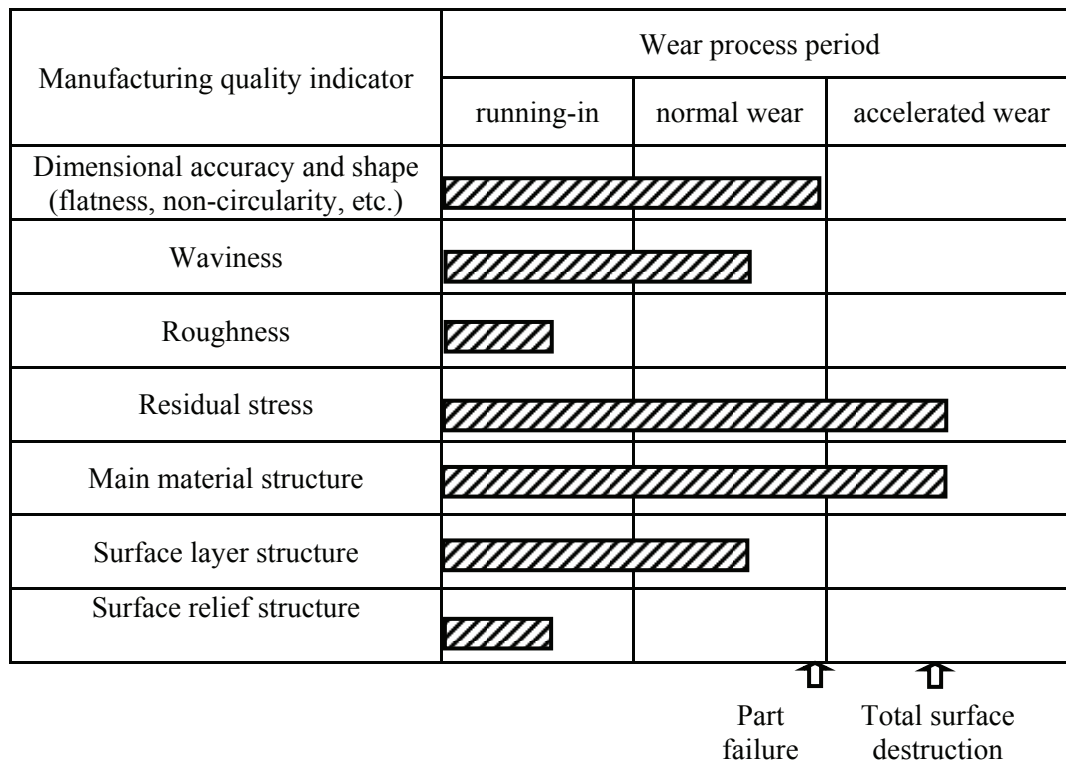 Manufacturing quality indicator
Wear process period
running-in
normal wear
accelerated wear
Dimensional accuracy and shape
(flatness, non-circularity, etc.)
Waviness
Roughness
Residual stress
Main material structure
Surface layer structure
Surface relief structure
Part
failure
Total surface
destruction